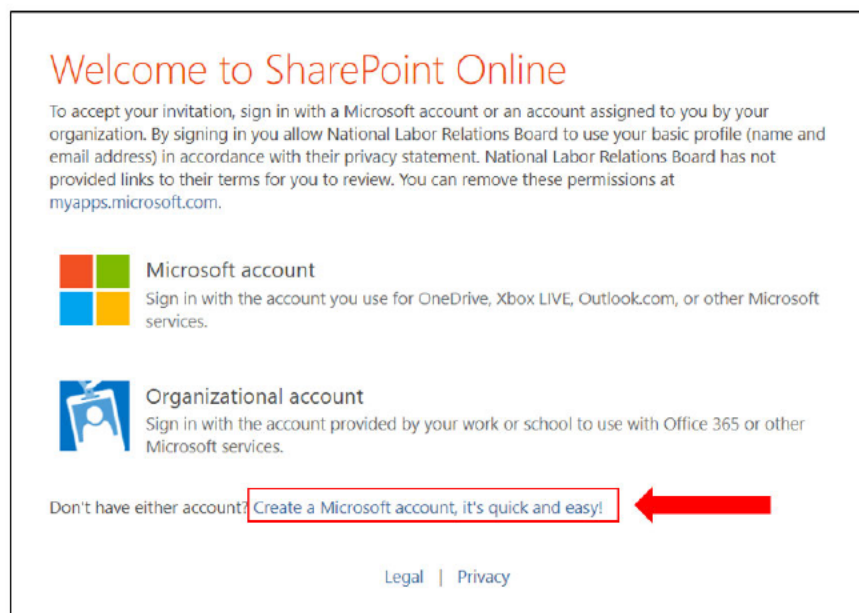 Welcome to SharePoint Online
To accept your invitation, sign in with a Microsoft account or an account assigned to you by your
organization. By signing in you allow National Labor Relations Board to use your basic profile (name and
email address) in accordance with their privacy statement. National Labor Relations Board has not
provided links to their terms for you to review. You can remove these permissions at
myapps.microsoft.com.
Microsoft account
Sign in with the account you use for OneDrive, Xbox LIVE, Outlook.com, or other Microsoft
services.
Organizational account
Sign in with the account provided by your work or school to use with Office 365 or other
Microsoft services.
Don't have either account? Create a Microsoft account, it's quick and easy!
Legal | Privacy